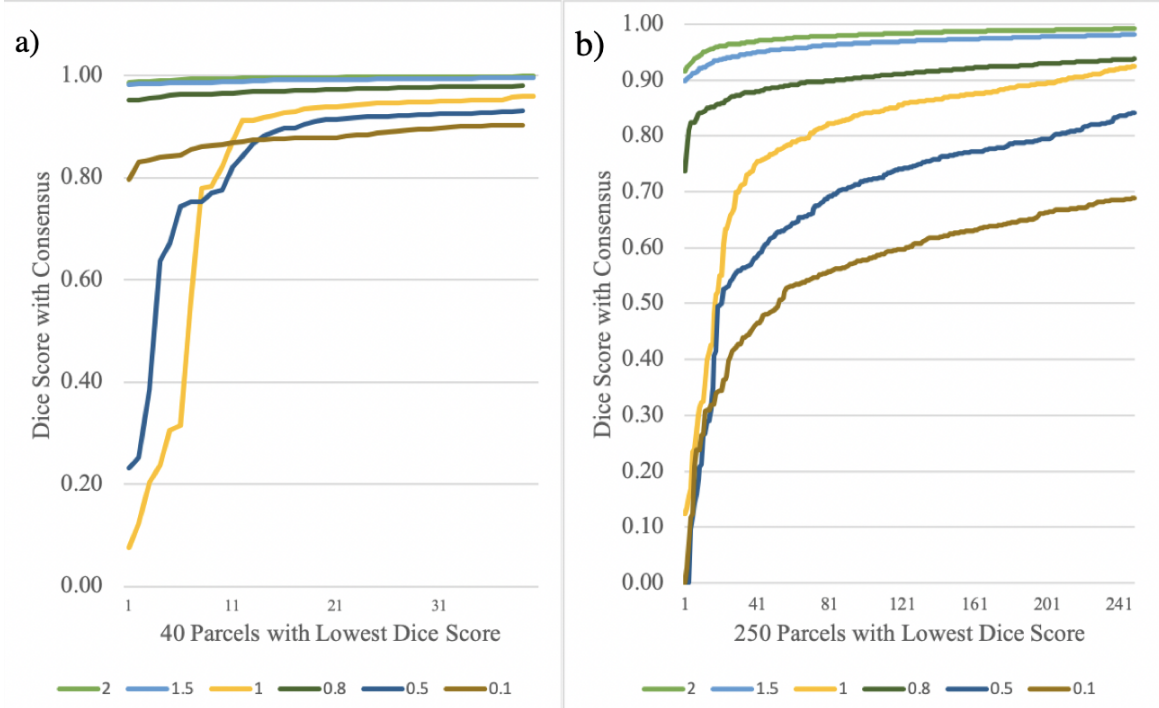 a)
Dice Score with Consensus
1.00
0.80
0.60
0.40
0.20
0.00
1 11 21 31
40 Parcels with Lowest Dice Score
2 1.5 1 0.8 0.5 0.1
b)
Dice Score with Consensus
1.00
0.90
0.80
0.70
0.60
0.50
0.40
0.30
0.20
0.10
0.00
1 41 81 121 161 201 241
250 Parcels with Lowest Dice Score
2 1.5 1 0.8 0.5 0.1